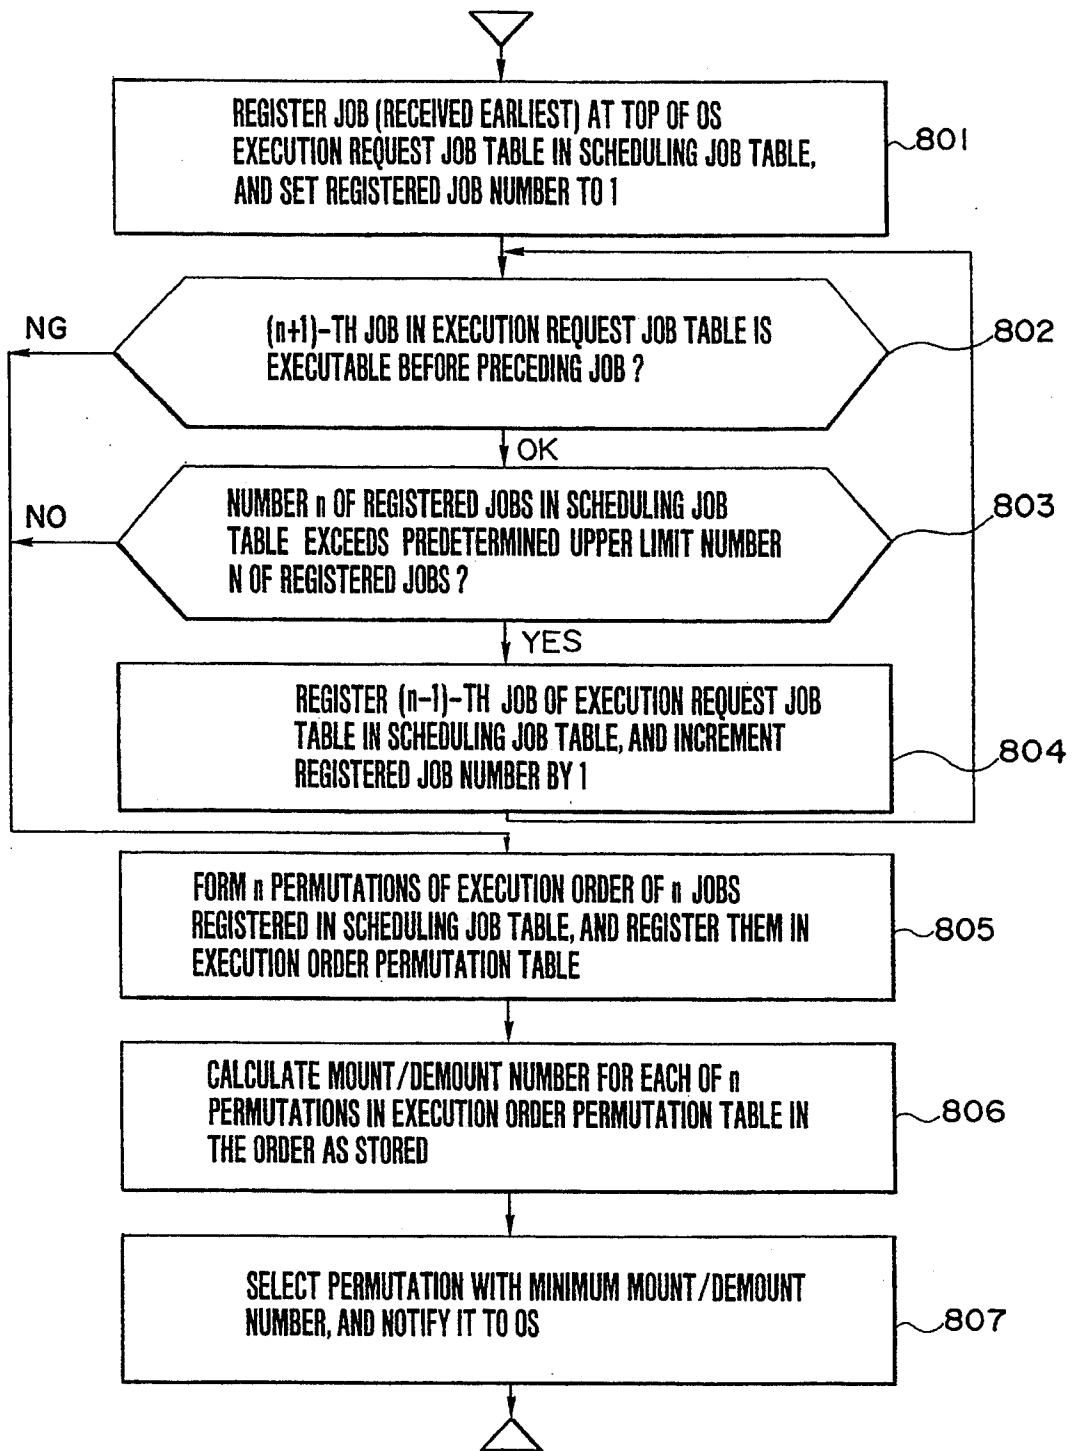 REGISTER JOB (RECEIVED EARLIEST) AT TOP OF OS
EXECUTION REQUEST JOB TABLE IN SCHEDULING JOB TABLE,
AND SET REGISTERED JOB NUMBER TO 1
801
(n+1)-TH JOB IN EXECUTION REQUEST JOB TABLE IS
EXECUTABLE BEFORE PRECEDING JOB ?
NG
802
OK
NUMBER n OF REGISTERED JOBS IN SCHEDULING JOB
TABLE EXCEEDS PREDETERMINED UPPER LIMIT NUMBER
N OF REGISTERED JOBS ?
NO
803
YES
REGISTER (n-1)-TH JOB OF EXECUTION REQUEST JOB
TABLE IN SCHEDULING JOB TABLE, AND INCREMENT
REGISTERED JOB NUMBER BY 1
804
FORM n PERMUTATIONS OF EXECUTION ORDER OF n JOBS
REGISTERED IN SCHEDULING JOB TABLE, AND REGISTER THEM IN
EXECUTION ORDER PERMUTATION TABLE
805
CALCULATE MOUNT/DEMOUNT NUMBER FOR EACH OF n
PERMUTATIONS IN EXECUTION ORDER PERMUTATION TABLE IN
THE ORDER AS STORED
806
SELECT PERMUTATION WITH MINIMUM MOUNT/DEMOUNT
NUMBER, AND NOTIFY IT TO OS
807